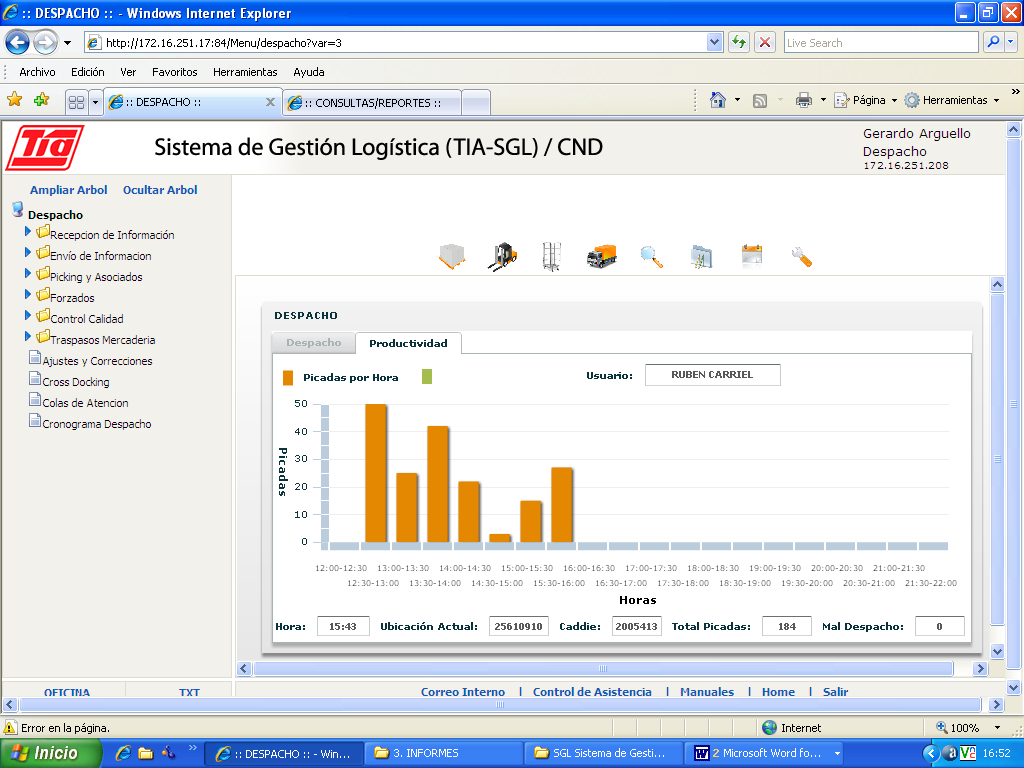 :: DESPACHO :: - Windows Internet Explorer
http://172.16.251.17:84/Menu/despacho?var=3
Live Search
Archivo Edición Ver Favoritos Herramientas Ayuda
:: DESPACHO ::
:: CONSULTAS/REPORTES ::
Página
Herramientas
Tia
Sistema de Gestión Logística (TIA-SGL) / CND
Gerardo Arguello
Despacho
172.16.251.208
Ampliar Arbol Ocultar Arbol
Despacho
Recepcion de Información
Envío de Informacion
Picking y Asociados
Forzados
Control Calidad
Traspasos Mercaderia
Ajustes y Correcciones
Cross Docking
Colas de Atencion
Cronograma Despacho
DESPACHO
Despacho Productividad
Picadas por Hora
Usuario: RUBEN CARRIEL
Picadas
50
40
30
20
10
0
12:00-12:30 13:00-13:30 14:00-14:30 15:00-15:30 16:00-16:30 17:00-17:30 18:00-18:30 19:00-19:30 20:00-20:30 21:00-21:30
12:30-13:00 13:30-14:00 14:30-15:00 15:30-16:00 16:30-17:00 17:30-18:00 18:30-19:00 19:30-20:00 20:30-21:00 21:30-22:00
Horas
Hora: 15:43 Ubicación Actual: 25610910 Caddie: 2005413 Total Picadas: 184 Mal Despacho: 0
OFICINA TXT
Correo Interno | Control de Asistencia | Manuales | Home | Salir
Error en la página.
Internet
100%
Inicio
:: DESPACHO :: - Win...
3. INFORMES
SGL Sistema de Gesti...
2 Microsoft Word fo...
16:52